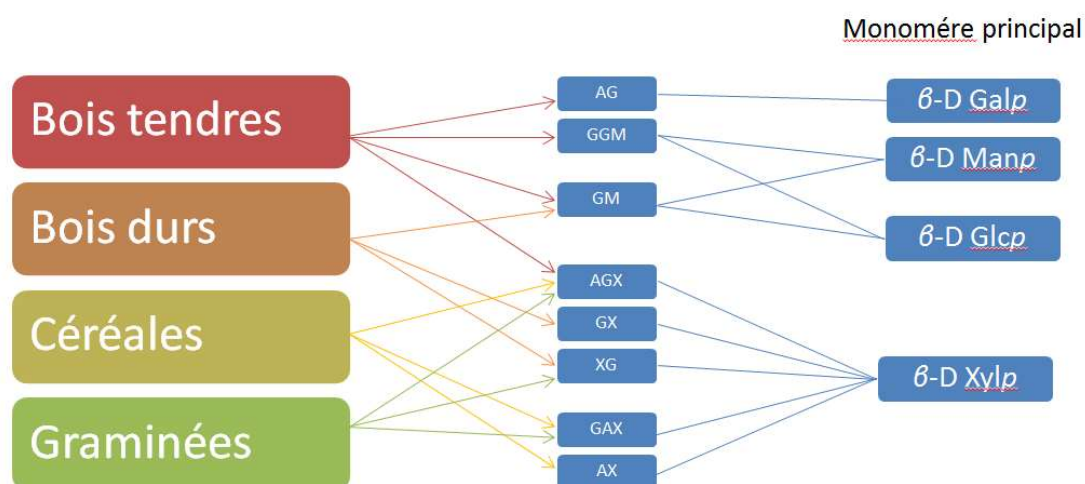 Monomére principal
Bois tendres
Bois durs
Céréales
Graminées
AG
GGM
GM
AGX
GX
XG
GAX
AX
β-D Galp
β-D Manp
β-D Glcp
β-D Xylp